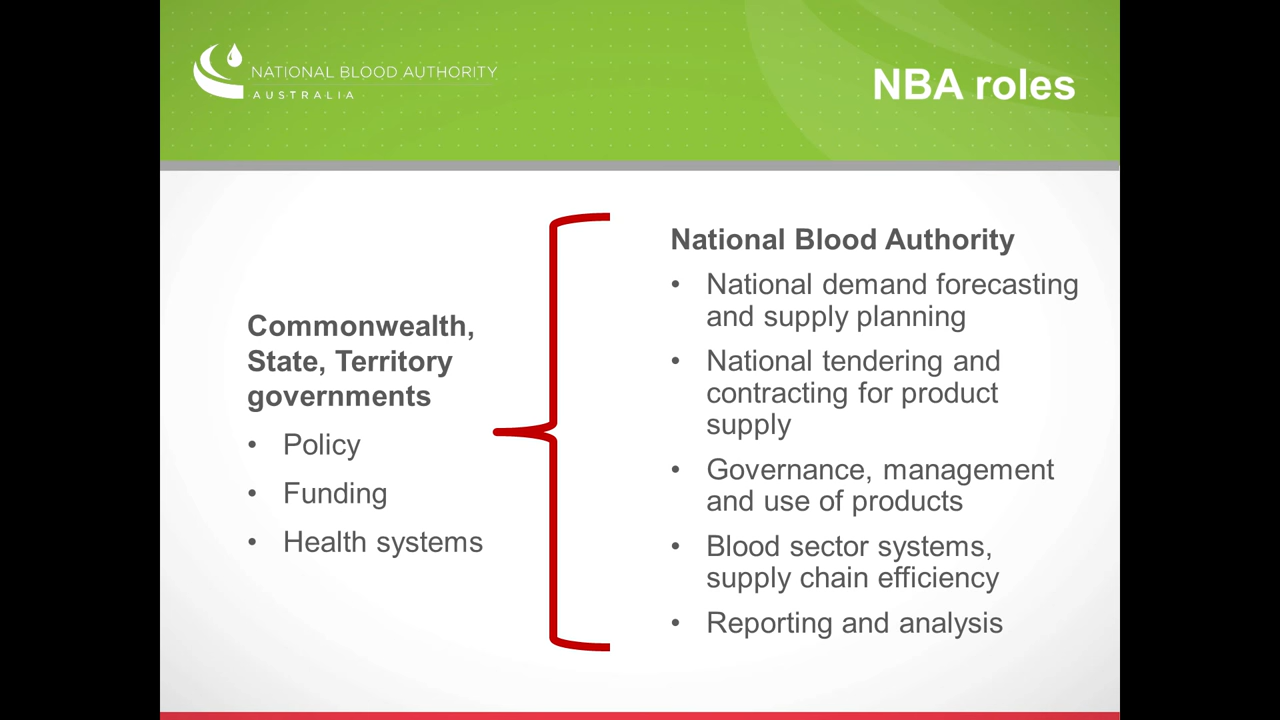 NATIONAL BLOOD AUTHORITY
AUSTRALIA
NBA roles
Commonwealth,
State, Territory
governments
• Policy
• Funding
• Health systems
National Blood Authority
• National demand forecasting
and supply planning
• National tendering and
contracting for product
supply
• Governance, management
and use of products
• Blood sector systems,
supply chain efficiency
• Reporting and analysis